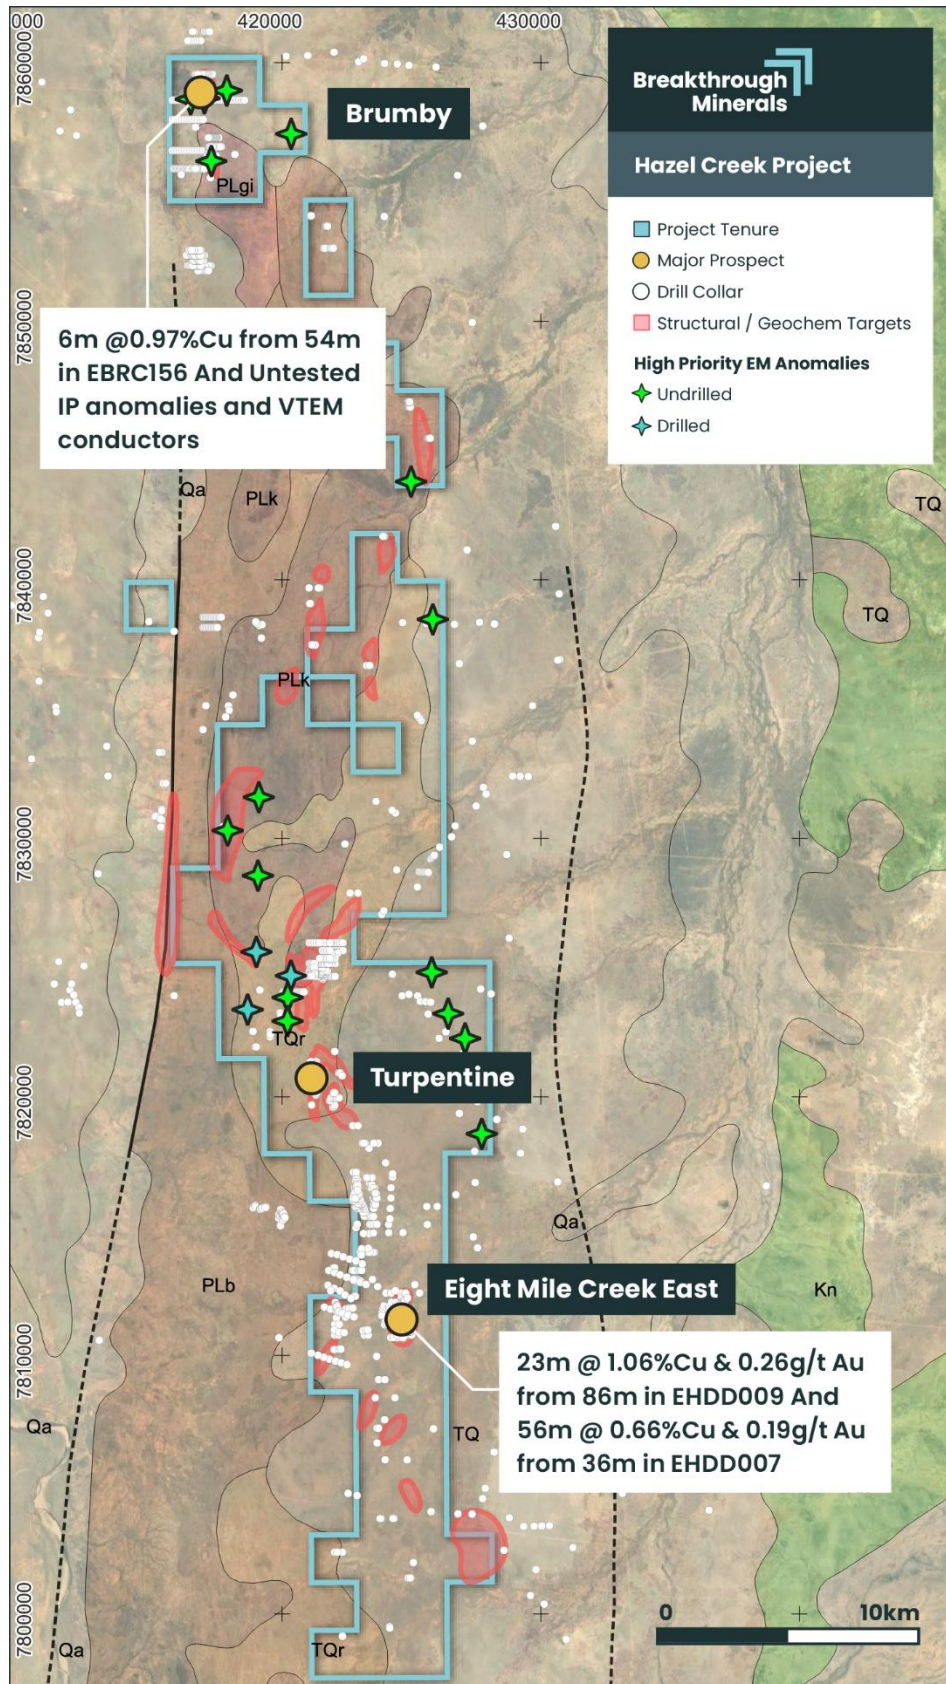 000
420000
430000
7860000
Breakthrough
Minerals
Hazel Creek Project
Project Tenure
Major Prospect
Drill Collar
Structural / Geochem Targets
High Priority EM Anomalies
Undrilled
Drilled
Brumby
PLgi
7850000
6m @0.97%Cu from 54m
in EBRC156 And Untested
IP anomalies and VTEM
conductors
Qa
PLk
TQ
7840000
TQ
PLk
7830000
TQr
Turpentine
7820000
Qa
PLb
Eight Mile Creek East
Kn
7810000
23m @ 1.06%Cu & 0.26g/t Au
from 86m in EHDD009 And
56m @ 0.66%Cu & 0.19g/t Au
from 36m in EHDD007
Qa
TQ
7800000
0
10km
Qa
TQr